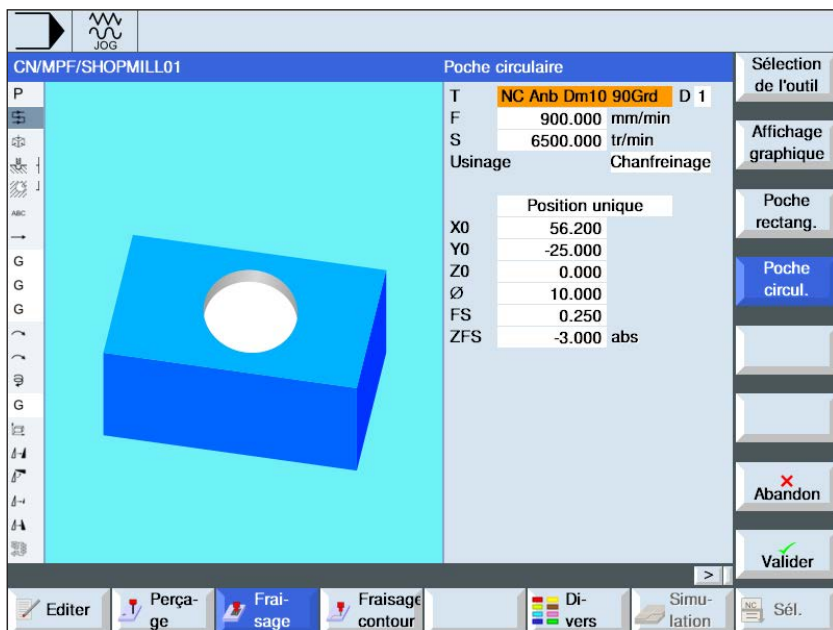 JOG
CN/MPF/SHOPMILL01
Poche circulaire
P
ABC
G
G
G
G
T NC Anb Dm10 90Grd D 1
F 900.000 mm/min
S 6500.000 tr/min
Usinage Chanfreinage
Position unique
X0 56.200
Y0 -25.000
Z0 0.000
Ø 10.000
FS 0.250
ZFS -3.000 abs
Sélection
de l'outil
Affichage
graphique
Poche
rectang.
Poche
circul.
Abandon
Valider
>
Editer
Perça-
ge
Frai-
sage
Fraisage
contour
Di-
vers
Simu-
lation
NC
Sél.